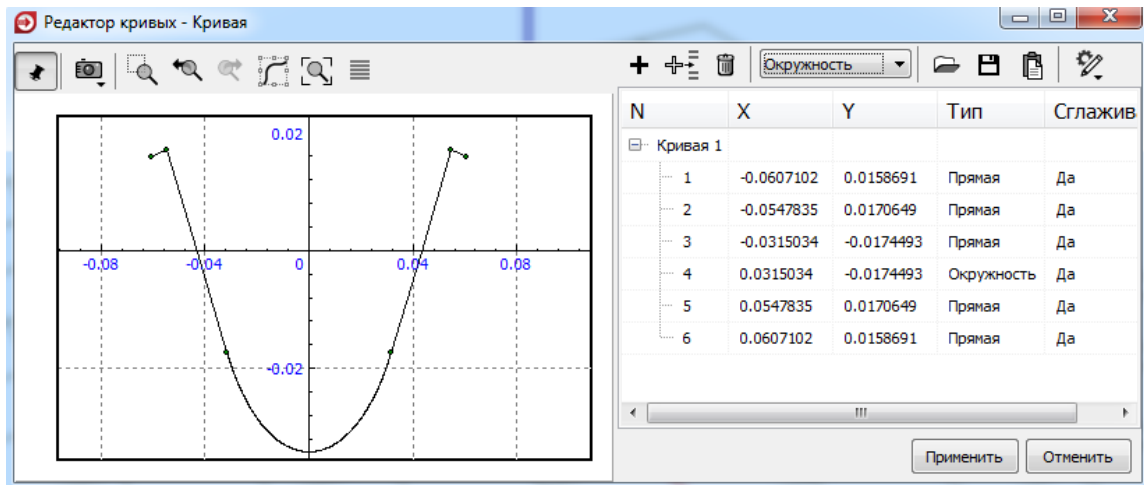 Редактор кривых - Кривая
Окружность
N X Y Тип Сглажив
Кривая 1
1 -0.0607102 0.0158691 Прямая Да
2 -0.0547835 0.0170649 Прямая Да
3 -0.0315034 -0.0174493 Прямая Да
4 0.0315034 -0.0174493 Окружность Да
5 0.0547835 0.0170649 Прямая Да
6 0.0607102 0.0158691 Прямая Да
0.02
-0.08 -0.04 0 0.04 0.08
-0.02
Применить Отменить